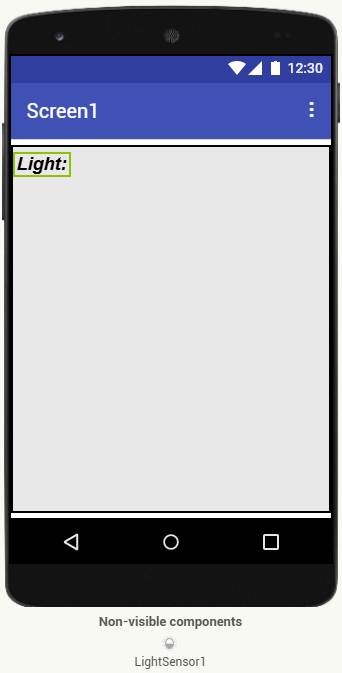 12:30
Screen1
Light:
Non-visible components
LightSensor1